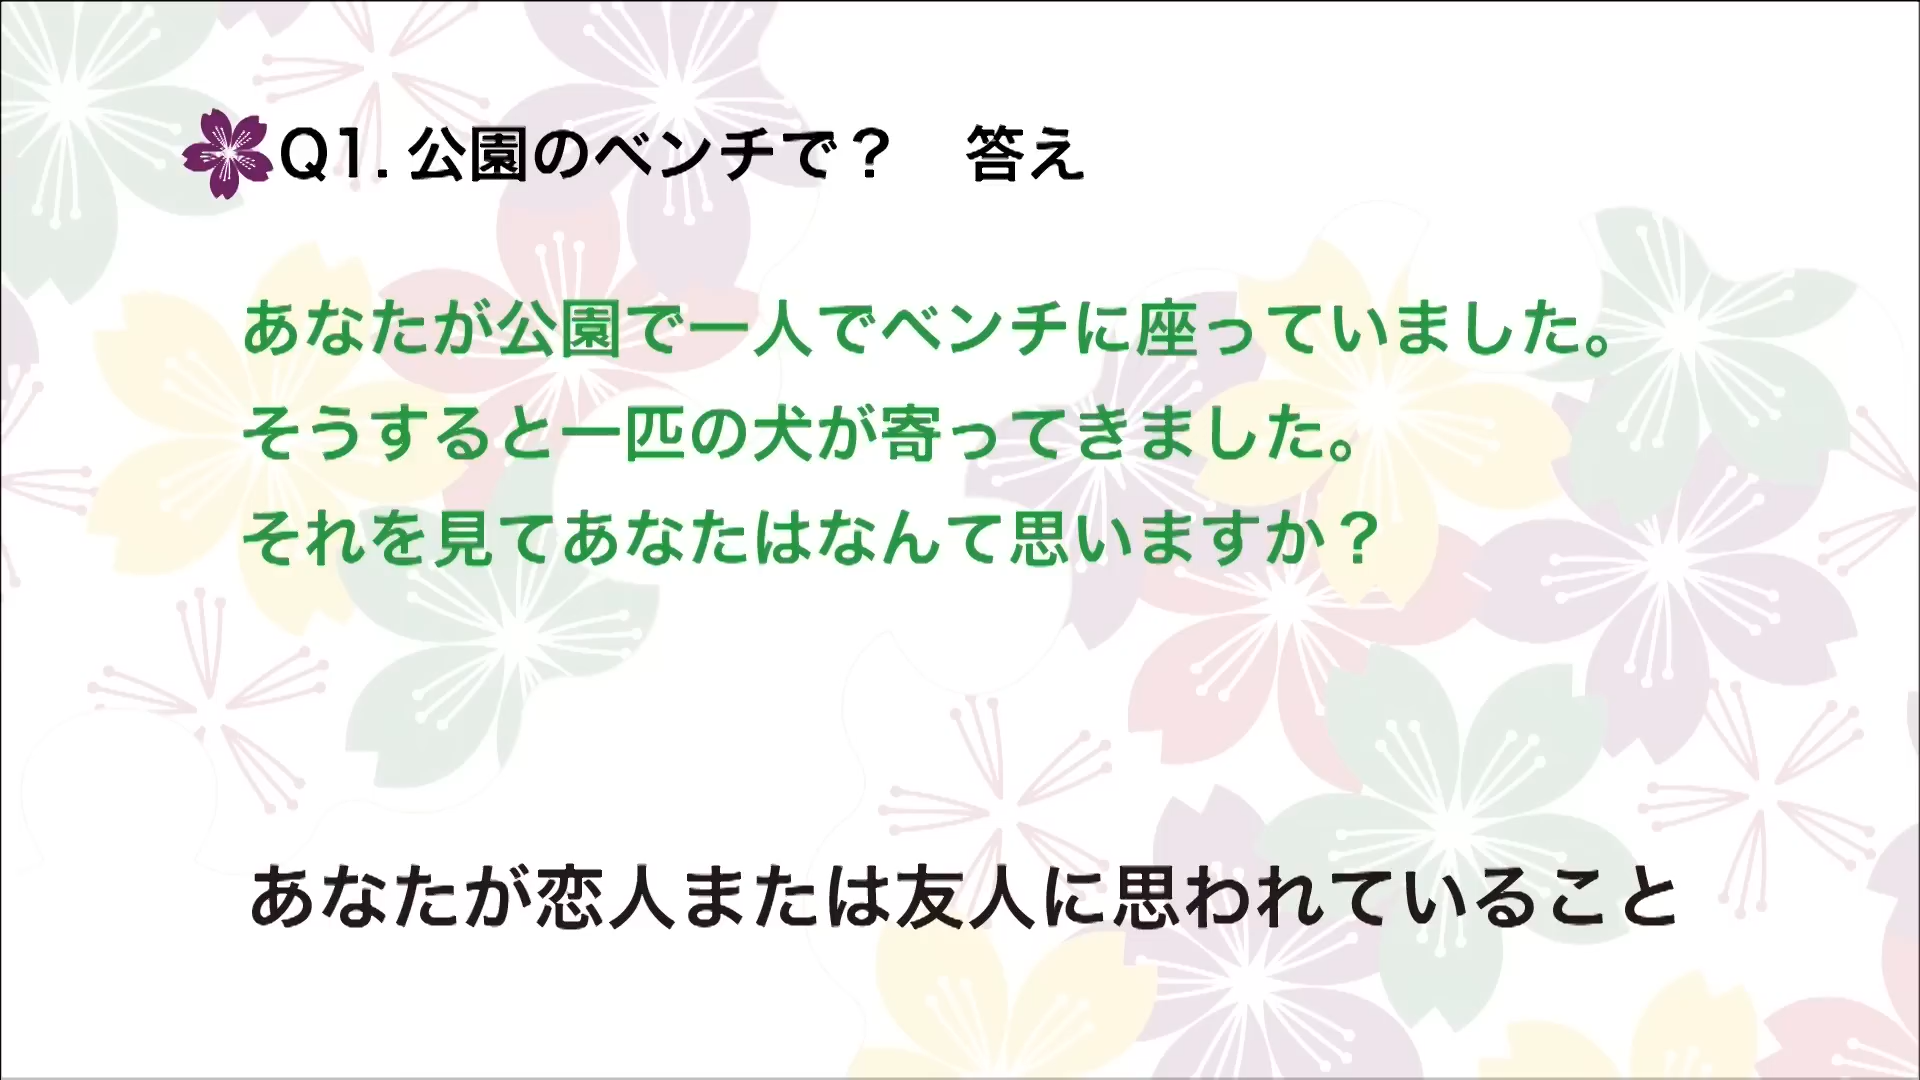 Q1. 公園のベンチで？　答え
あなたが公園で一人でベンチに座っていました。
そうすると一匹の犬が寄ってきました。
それを見てあなたはなんて思いますか？
あなたが恋人または友人に思われていること